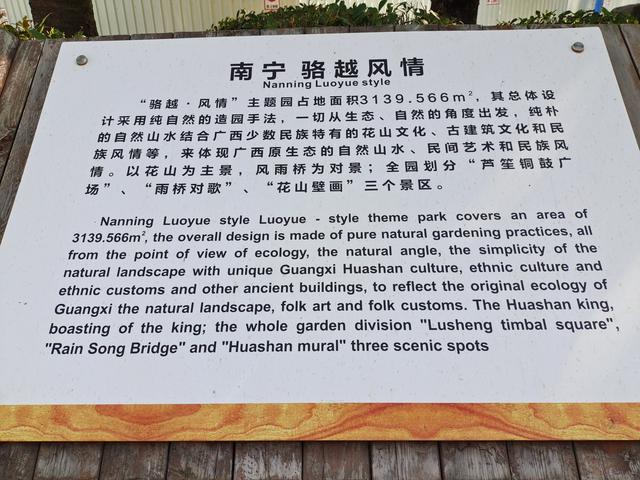 南宁 骆越风情
Nanning Luoyue style
“骆越·风情”主题园占地面积3139.566m²，其总体设
计采用纯自然的造园手法，一切从生态、自然的角度出发，纯朴
的自然山水结合广西少数民族特有的花山文化、古建筑文化和民
族风情等，来体现广西原生态的自然山水、民间艺术和民族风
情。以花山为主景，风雨桥为对景；全园划分“芦笙铜鼓广
场”、“雨桥对歌”、“花山壁画”三个景区。
Nanning Luoyue style Luoyue - style theme park covers an area of
3139.566m², the overall design is made of pure natural gardening practices, all
from the point of view of ecology, the natural angle, the simplicity of the
natural landscape with unique Guangxi Huashan culture, ethnic culture and
ethnic customs and other ancient buildings, to reflect the original ecology of
Guangxi the natural landscape, folk art and folk customs. The Huashan king,
boasting of the king; the whole garden division "Lusheng timbal square",
"Rain Song Bridge" and "Huashan mural" three scenic spots